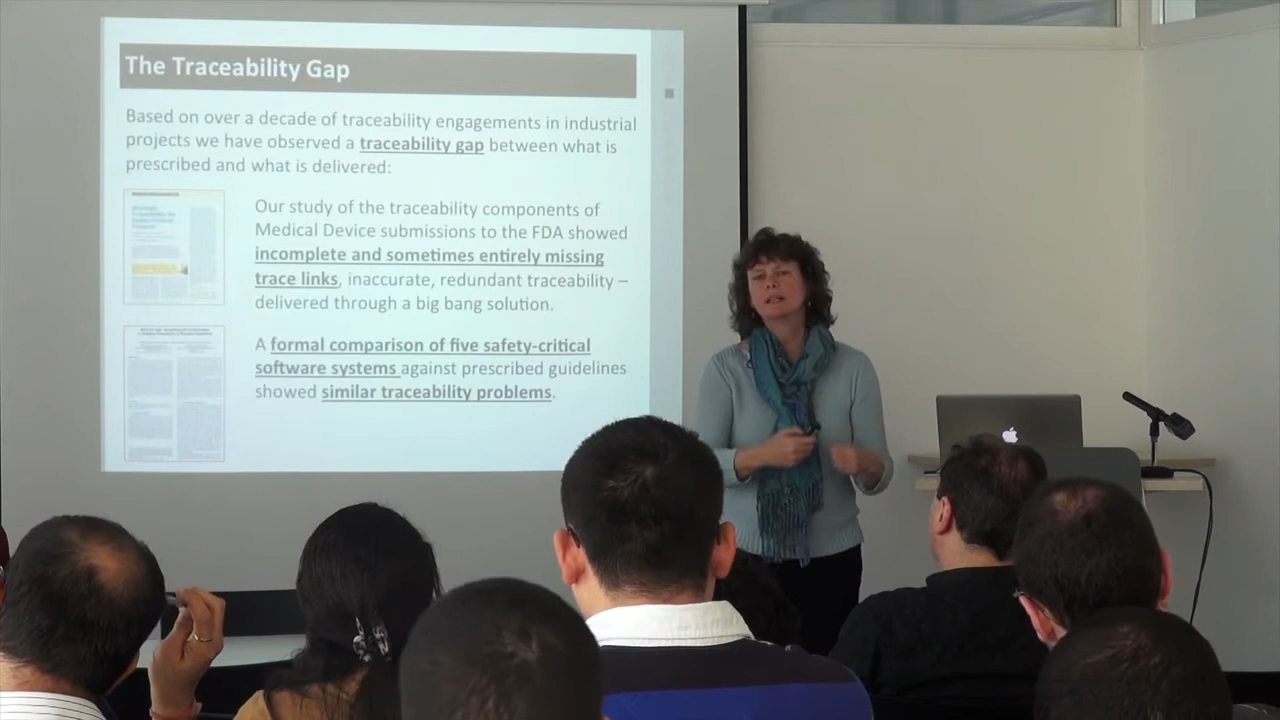 The Traceability Gap
Based on over a decade of traceability engagements in industrial
projects we have observed a traceability gap between what is
prescribed and what is delivered:
Our study of the traceability components of
Medical Device submissions to the FDA showed
incomplete and sometimes entirely missing
trace links, inaccurate, redundant traceability –
delivered through a big bang solution.
A formal comparison of five safety-critical
software systems against prescribed guidelines
showed similar traceability problems.